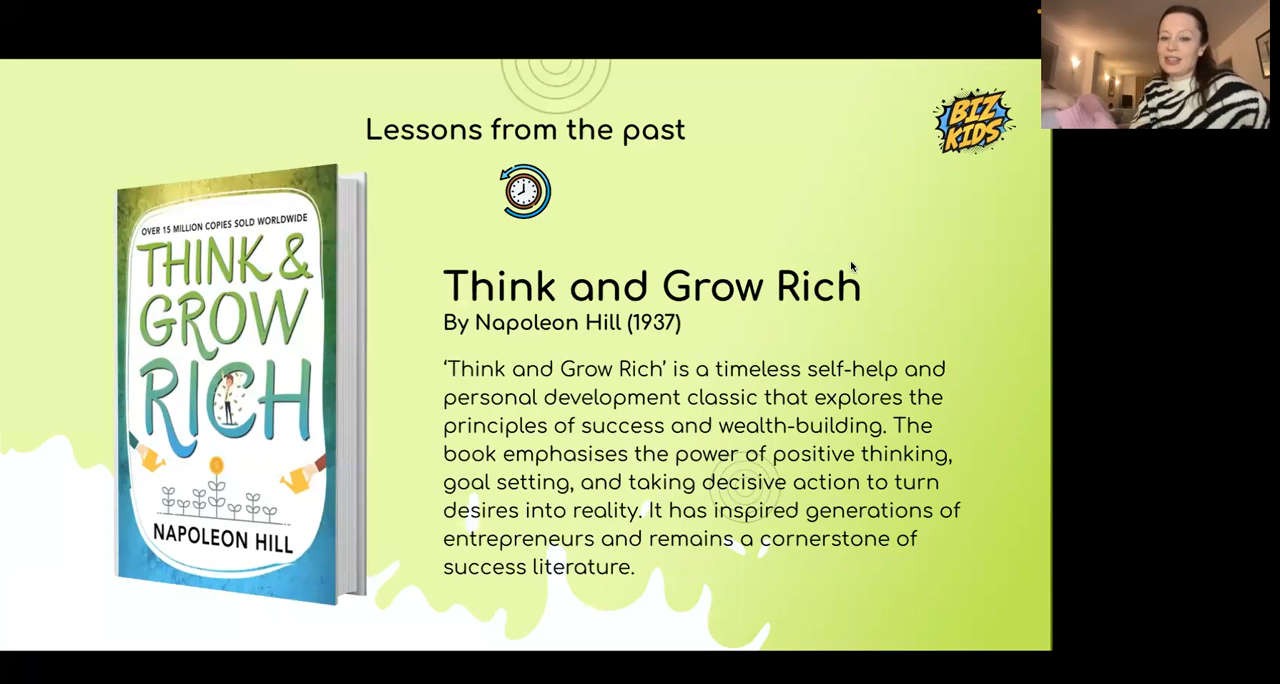 Lessons from the past
BIZ
KIDS
OVER 15 MILLION COPIES SOLD WORLDWIDE
THINK &
GROW
RICH
NAPOLEON HILL
Think and Grow Rich
By Napoleon Hill (1937)
‘Think and Grow Rich’ is a timeless self-help and
personal development classic that explores the
principles of success and wealth-building. The
book emphasises the power of positive thinking,
goal setting, and taking decisive action to turn
desires into reality. It has inspired generations of
entrepreneurs and remains a cornerstone of
success literature.